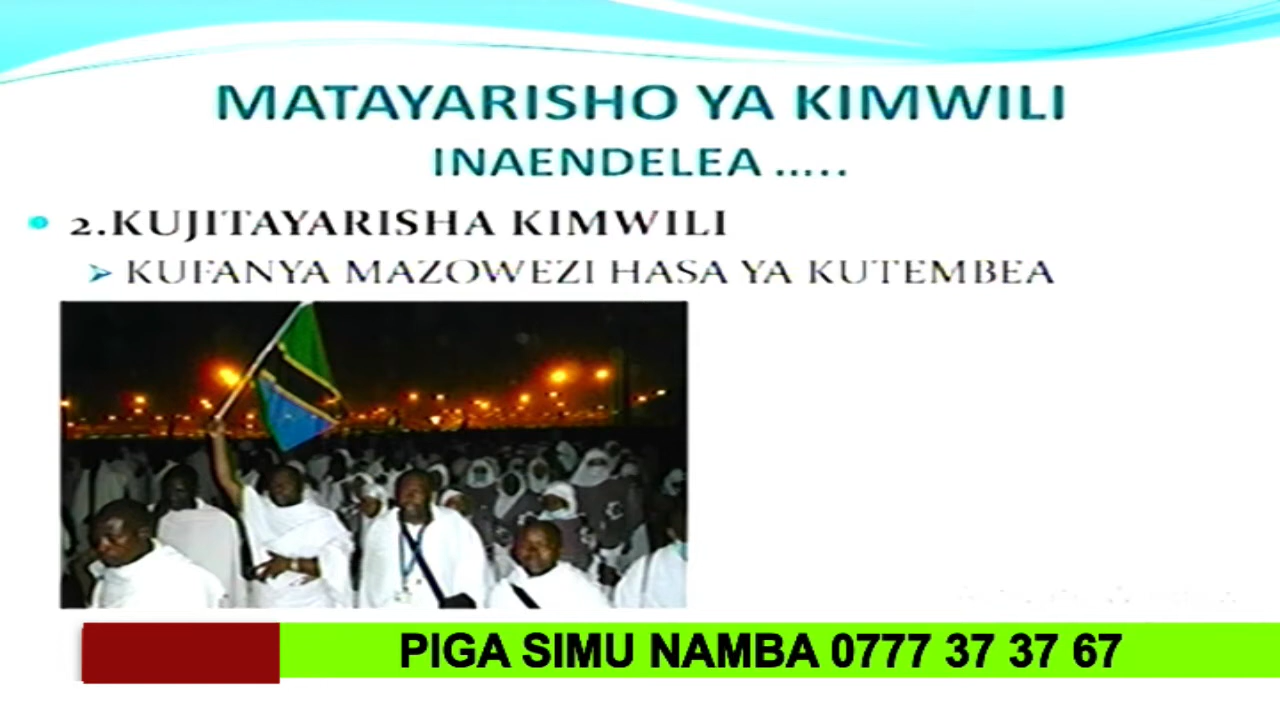 MATAYARISHO YA KIMWILI
INAENDELEA .....
2.KUJITAYARISHA KIMWILI
KUFANYA MAZOWEZI HASA YA KUTEMBEA
PIGA SIMU NAMBA 0777 37 37 67